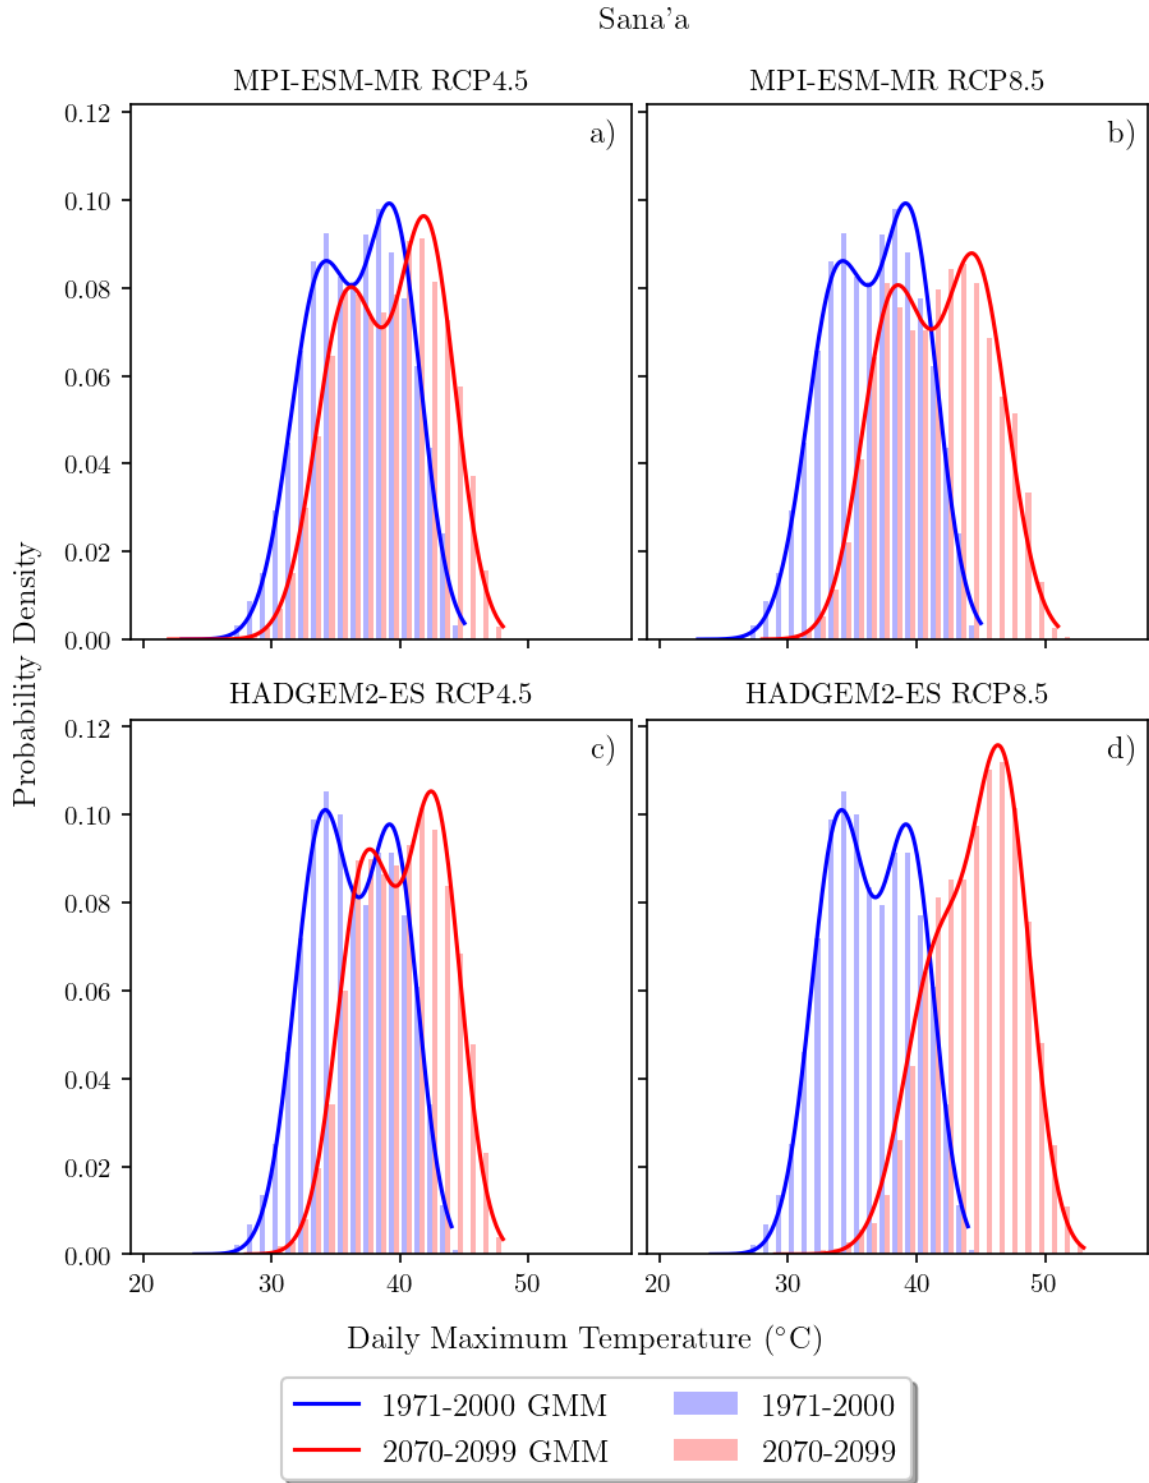 Sana'a
MPI-ESM-MR RCP4.5
MPI-ESM-MR RCP8.5
a)
b)
0.12
0.10
0.08
0.06
0.04
0.02
0.00
HADGEM2-ES RCP4.5
HADGEM2-ES RCP8.5
c)
d)
0.12
0.10
0.08
0.06
0.04
0.02
0.00
20 30 40 50
20 30 40 50
Probability Density
Daily Maximum Temperature (°C)
1971-2000 GMM
2070-2099 GMM
1971-2000
2070-2099